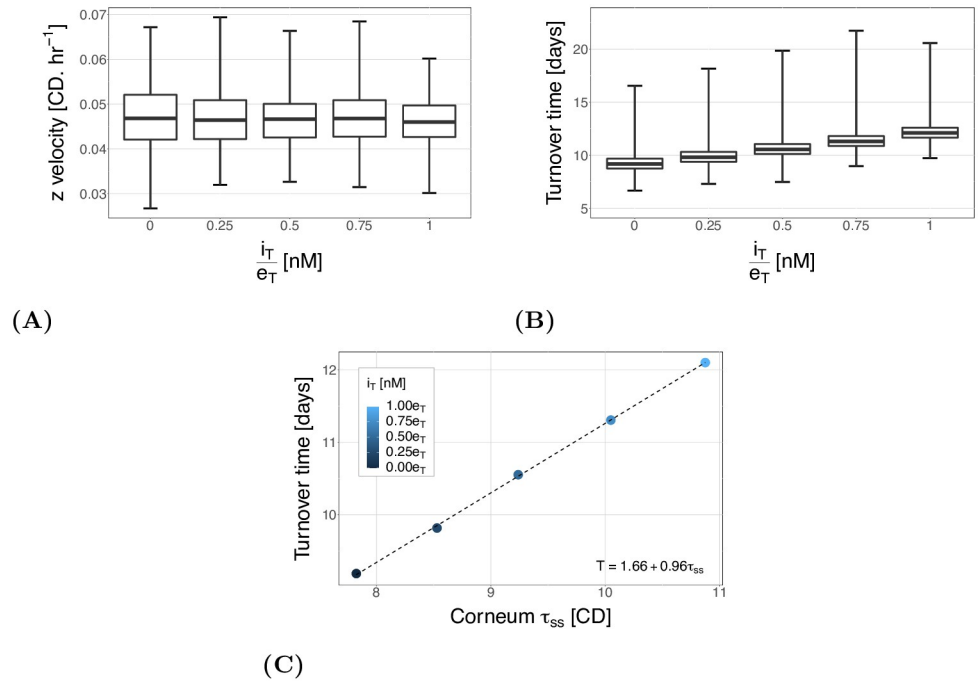 z velocity [CD. hr⁻¹]
0.07
0.06
0.05
0.04
0.03
0 0.25 0.5 0.75 1
i_T
e_T [nM]
(A)
Turnover time [days]
20
15
10
5
0 0.25 0.5 0.75 1
i_T
e_T [nM]
(B)
Turnover time [days]
12
11
10
i_T [nM]
1.00e_T
0.75e_T
0.50e_T
0.25e_T
0.00e_T
T = 1.66 + 0.96τ_ss
8 9 10 11
Corneum τ_ss [CD]
(C)